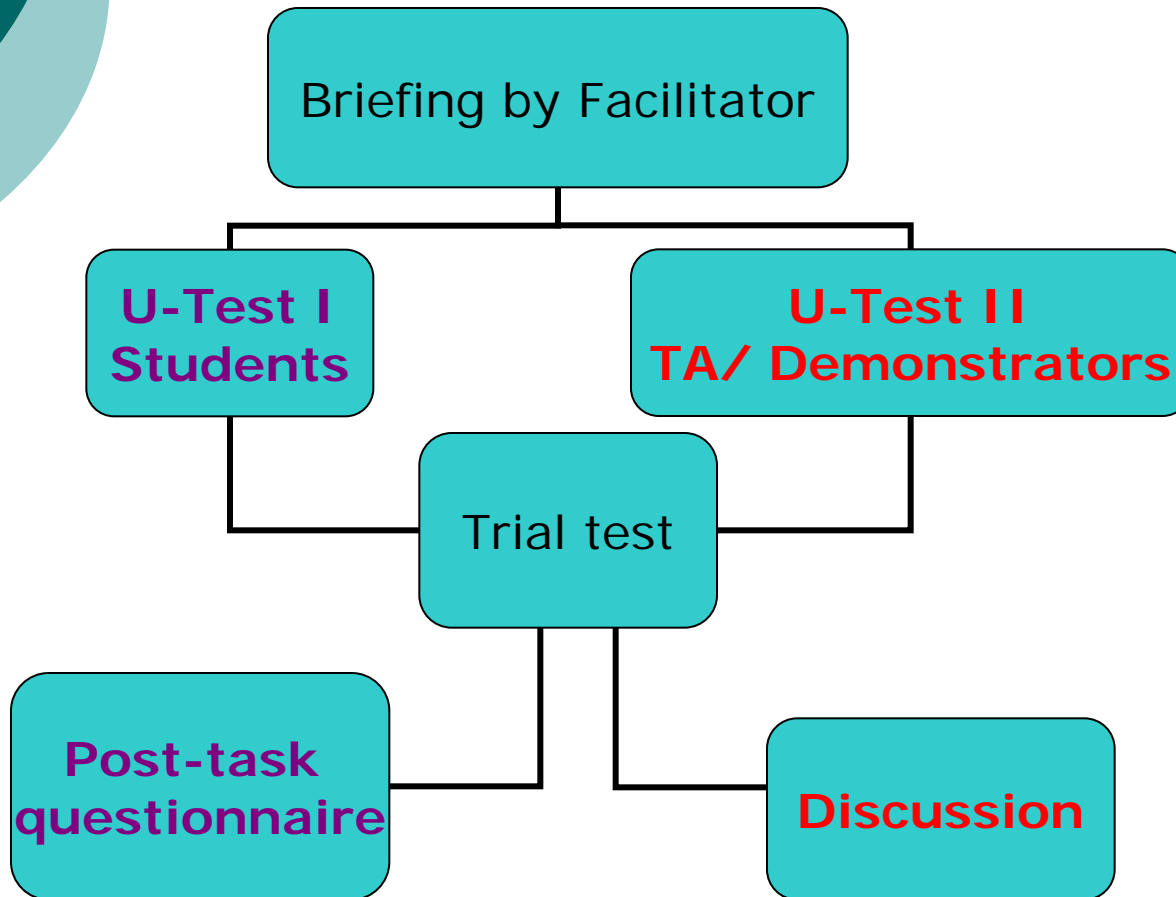 Briefing by Facilitator
U-Test I
Students
U-Test II
TA/ Demonstrators
Trial test
Post-task
questionnaire
Discussion